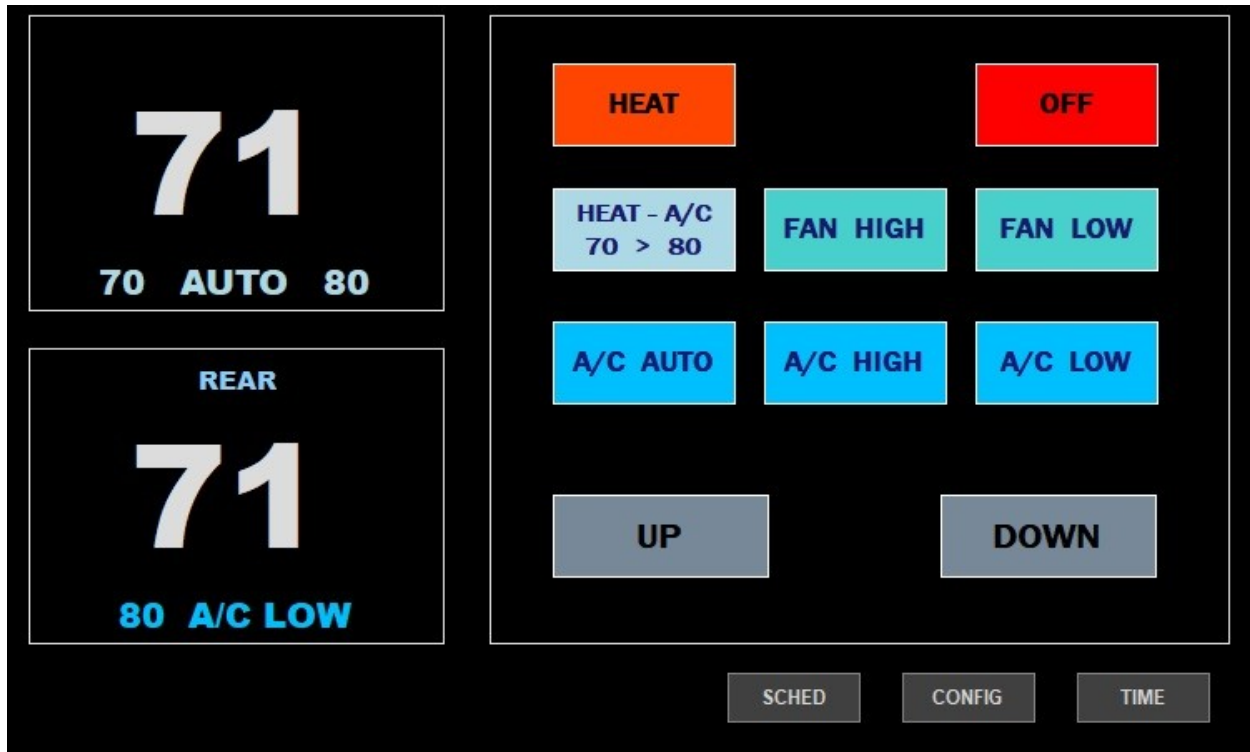 71
70 AUTO 80
REAR
71
80 A/C LOW
HEAT
OFF
HEAT - A/C
70 > 80
FAN HIGH
FAN LOW
A/C AUTO
A/C HIGH
A/C LOW
UP
DOWN
SCHED
CONFIG
TIME